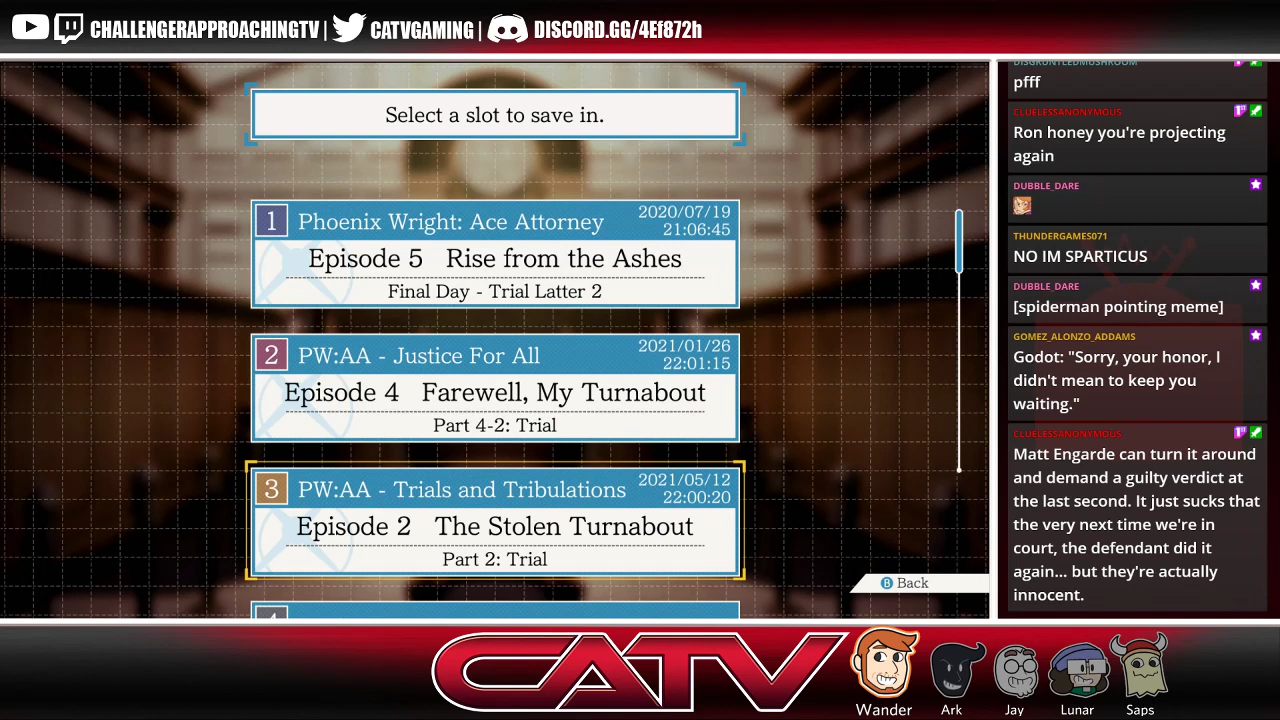 CHALLENGERAPPROACHINGTV | CATVGAMING | DISCORD.GG/4Ef872h
Select a slot to save in.
1 Phoenix Wright: Ace Attorney 2020/07/19
21:06:45
Episode 5 Rise from the Ashes
Final Day - Trial Latter 2
2 PW:AA - Justice For All 2021/01/26
22:01:15
Episode 4 Farewell, My Turnabout
Part 4-2: Trial
3 PW:AA - Trials and Tribulations 2021/05/12
22:00:20
Episode 2 The Stolen Turnabout
Part 2: Trial
B Back
DISGRUNTLEDMUSHROOM
pfff
CLUELESSANONYMOUS
Ron honey you're projecting
again
DUBBLE_DARE
THUNDERGAMES071
NO IM SPARTICUS
DUBBLE_DARE
[spiderman pointing meme]
GOMEZ_ALONZO_ADDAMS
Godot: "Sorry, your honor, I
didn't mean to keep you
waiting."
CLUELESSANONYMOUS
Matt Engarde can turn it around
and demand a guilty verdict at
the last second. It just sucks that
the very next time we're in
court, the defendant did it
again... but they're actually
innocent.
CATV
Wander Ark Jay Lunar Saps